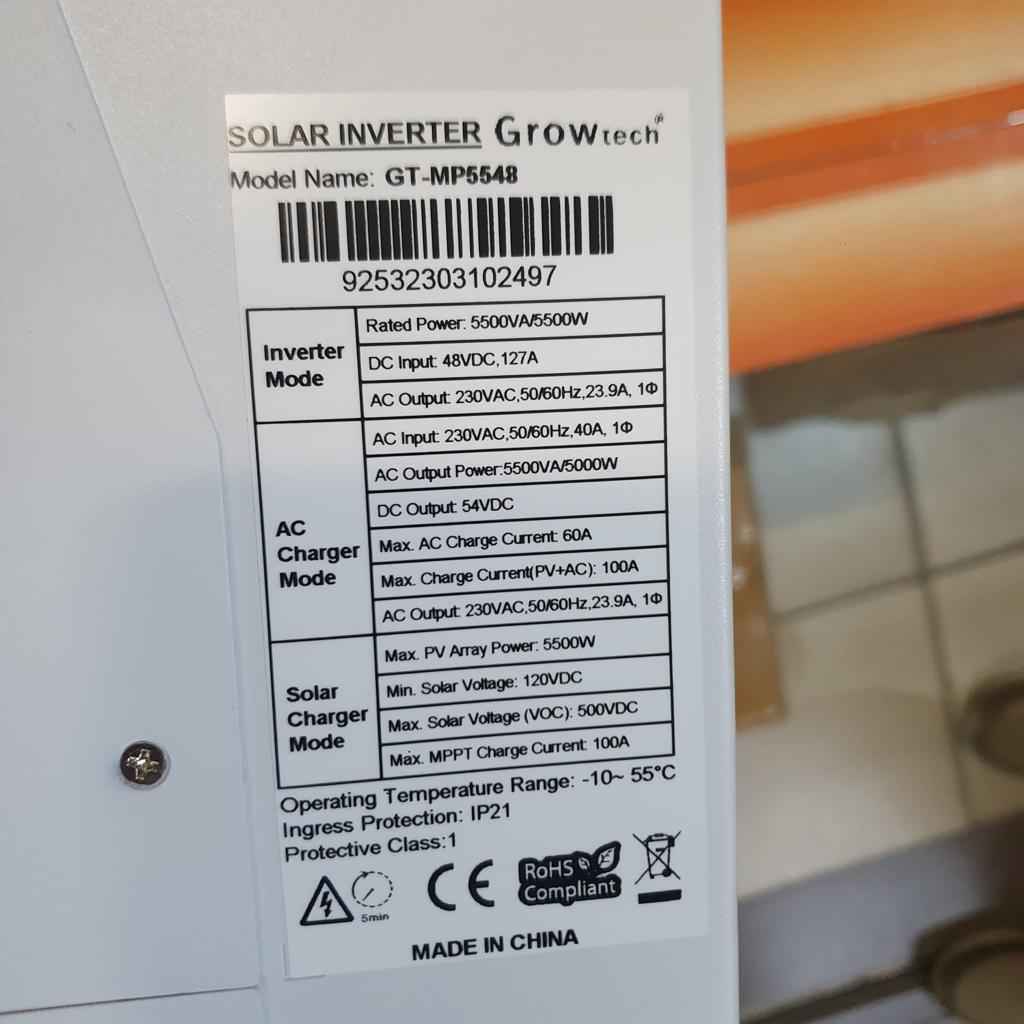 SOLAR INVERTER Growtech®
Model Name: GT-MP5548
92532303102497
Inverter Mode
Rated Power: 5500VA/5500W
DC Input: 48VDC,127A
AC Output: 230VAC,50/60Hz,23.9A, 1Φ
AC Charger Mode
AC Input: 230VAC,50/60Hz,40A, 1Φ
AC Output Power:5500VA/5000W
DC Output: 54VDC
Max. AC Charge Current: 60A
Max. Charge Current(PV+AC): 100A
AC Output: 230VAC,50/60Hz,23.9A, 1Φ
Solar Charger Mode
Max. PV Array Power: 5500W
Min. Solar Voltage: 120VDC
Max. Solar Voltage (VOC): 500VDC
Max. MPPT Charge Current: 100A
Operating Temperature Range: -10~ 55°C
Ingress Protection: IP21
Protective Class:1
5min
CE
RoHS
Compliant
MADE IN CHINA